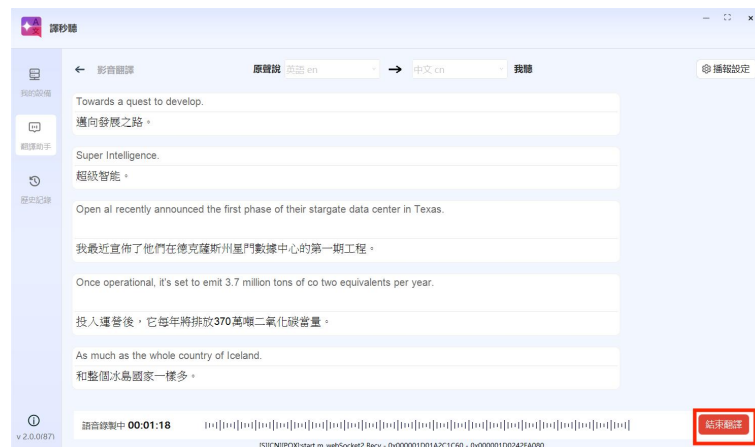 譯秒聽
我的設備
翻譯助手
歷史記錄
v 2.0.0(87)
← 影音翻譯
原聲說 英語 en → 中文 cn 我聽
播報設定
Towards a quest to develop.
邁向發展之路。
Super Intelligence.
超級智能。
Open aI recently announced the first phase of their stargate data center in Texas.
我最近宣佈了他們在德克薩斯州星門數據中心的第一期工程。
Once operational, it's set to emit 3.7 million tons of co two equivalents per year.
投入運營後,它每年將排放370萬噸二氧化碳當量。
As much as the whole country of Iceland.
和整個冰島國家一樣多。
語音錄製中 00:01:18
結束翻譯